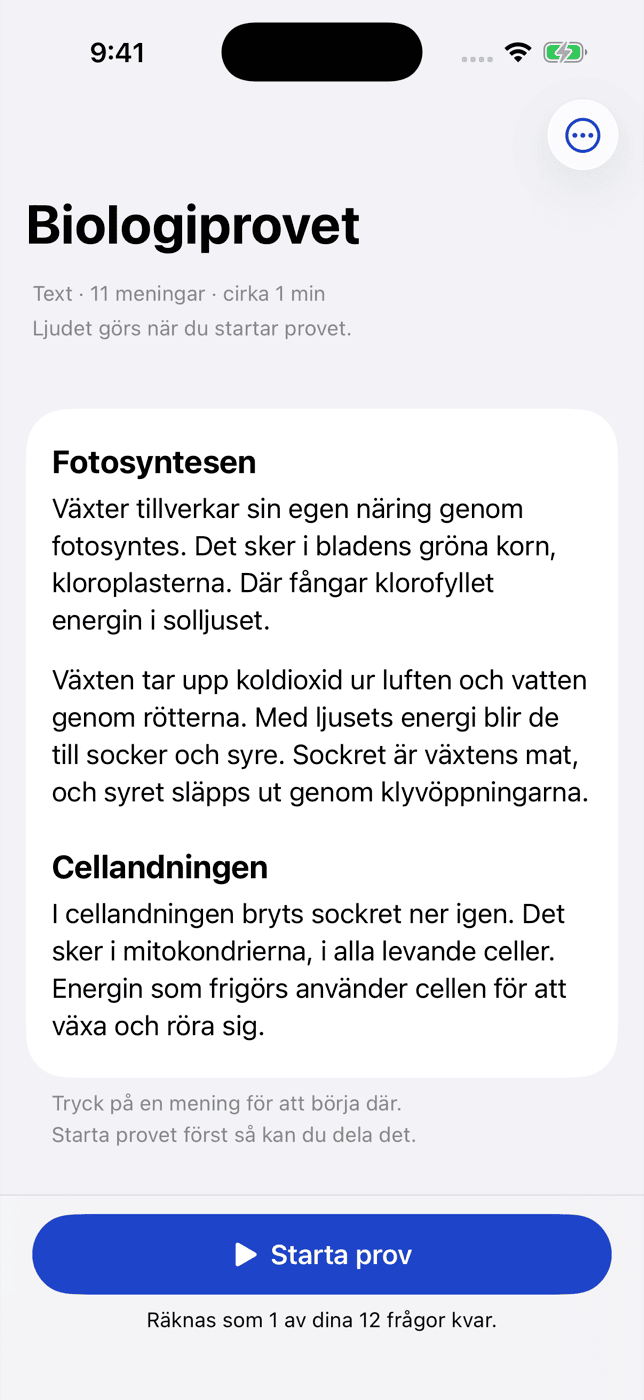 9:41
Biologiprovet
Text · 11 meningar · cirka 1 min
Ljudet görs när du startar provet.
Fotosyntesen
Växter tillverkar sin egen näring genom
fotosyntes. Det sker i bladens gröna korn,
kloroplasterna. Där fångar klorofyllet
energin i solljuset.
Växten tar upp koldioxid ur luften och vatten
genom rötterna. Med ljusets energi blir de
till socker och syre. Sockret är växtens mat,
och syret släpps ut genom klyvöppningarna.
Cellandningen
I cellandningen bryts sockret ner igen. Det
sker i mitokondrierna, i alla levande celler.
Energin som frigörs använder cellen för att
växa och röra sig.
Tryck på en mening för att börja där.
Starta provet först så kan du dela det.
Starta prov
Räknas som 1 av dina 12 frågor kvar.